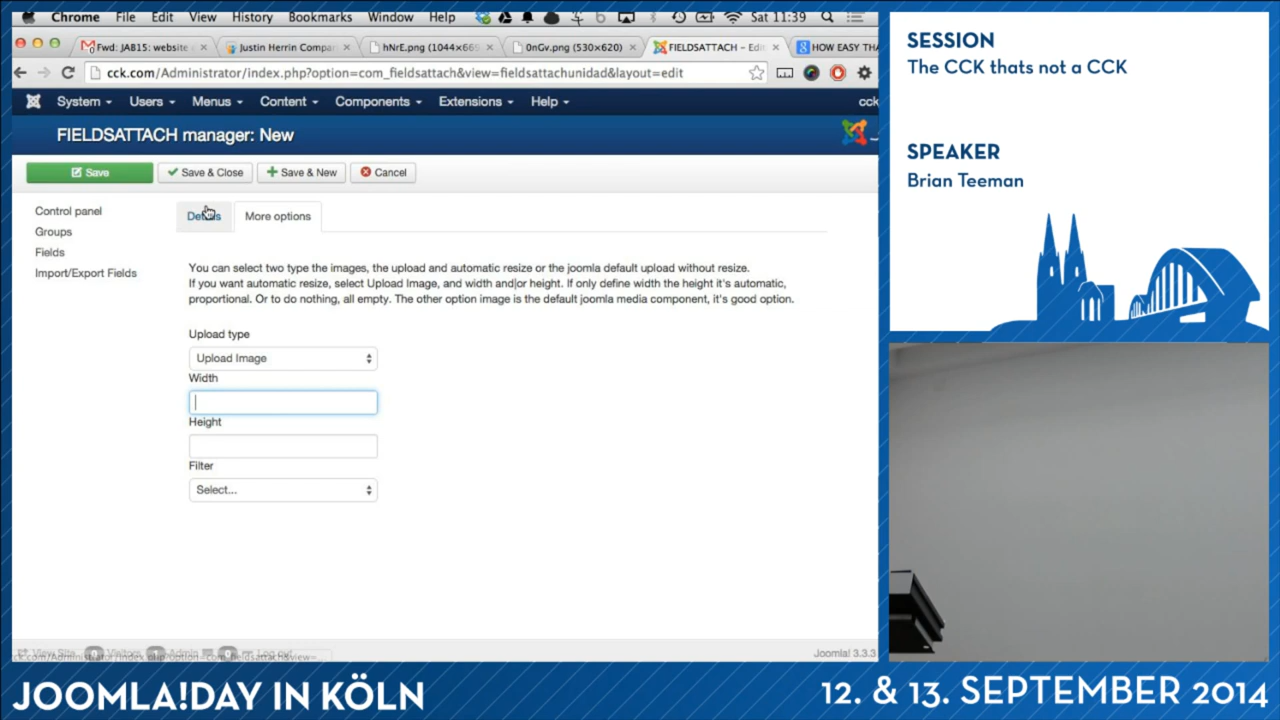 Chrome File Edit View History Bookmarks Window Help Sat 11:39
Fwd: JAB15: website Justin Herrin Compa hNrE.png (1044×66 0nGv.png (530×620) FIELDSATTACH - Edi HOW EASY THA
cck.com/Administrator/index.php?option=com_fieldsattach&view=fieldsattachunidad&layout=edit
System Users Menus Content Components Extensions Help cck
FIELDSATTACH manager: New
Save Save & Close Save & New Cancel
Control panel
Groups
Fields
Import/Export Fields
Details More options
You can select two type the images, the upload and automatic resize or the joomla default upload without resize.
If you want automatic resize, select Upload Image, and width and|or height. If only define width the height it's automatic,
proportional. Or to do nothing, all empty. The other option image is the default joomla media component, it's good option.
Upload type
Upload Image
Width
Height
Filter
Select...
Joomla! 3.3.3
SESSION
The CCK thats not a CCK
SPEAKER
Brian Teeman
JOOMLA!DAY IN KÖLN
12. & 13. SEPTEMBER 2014